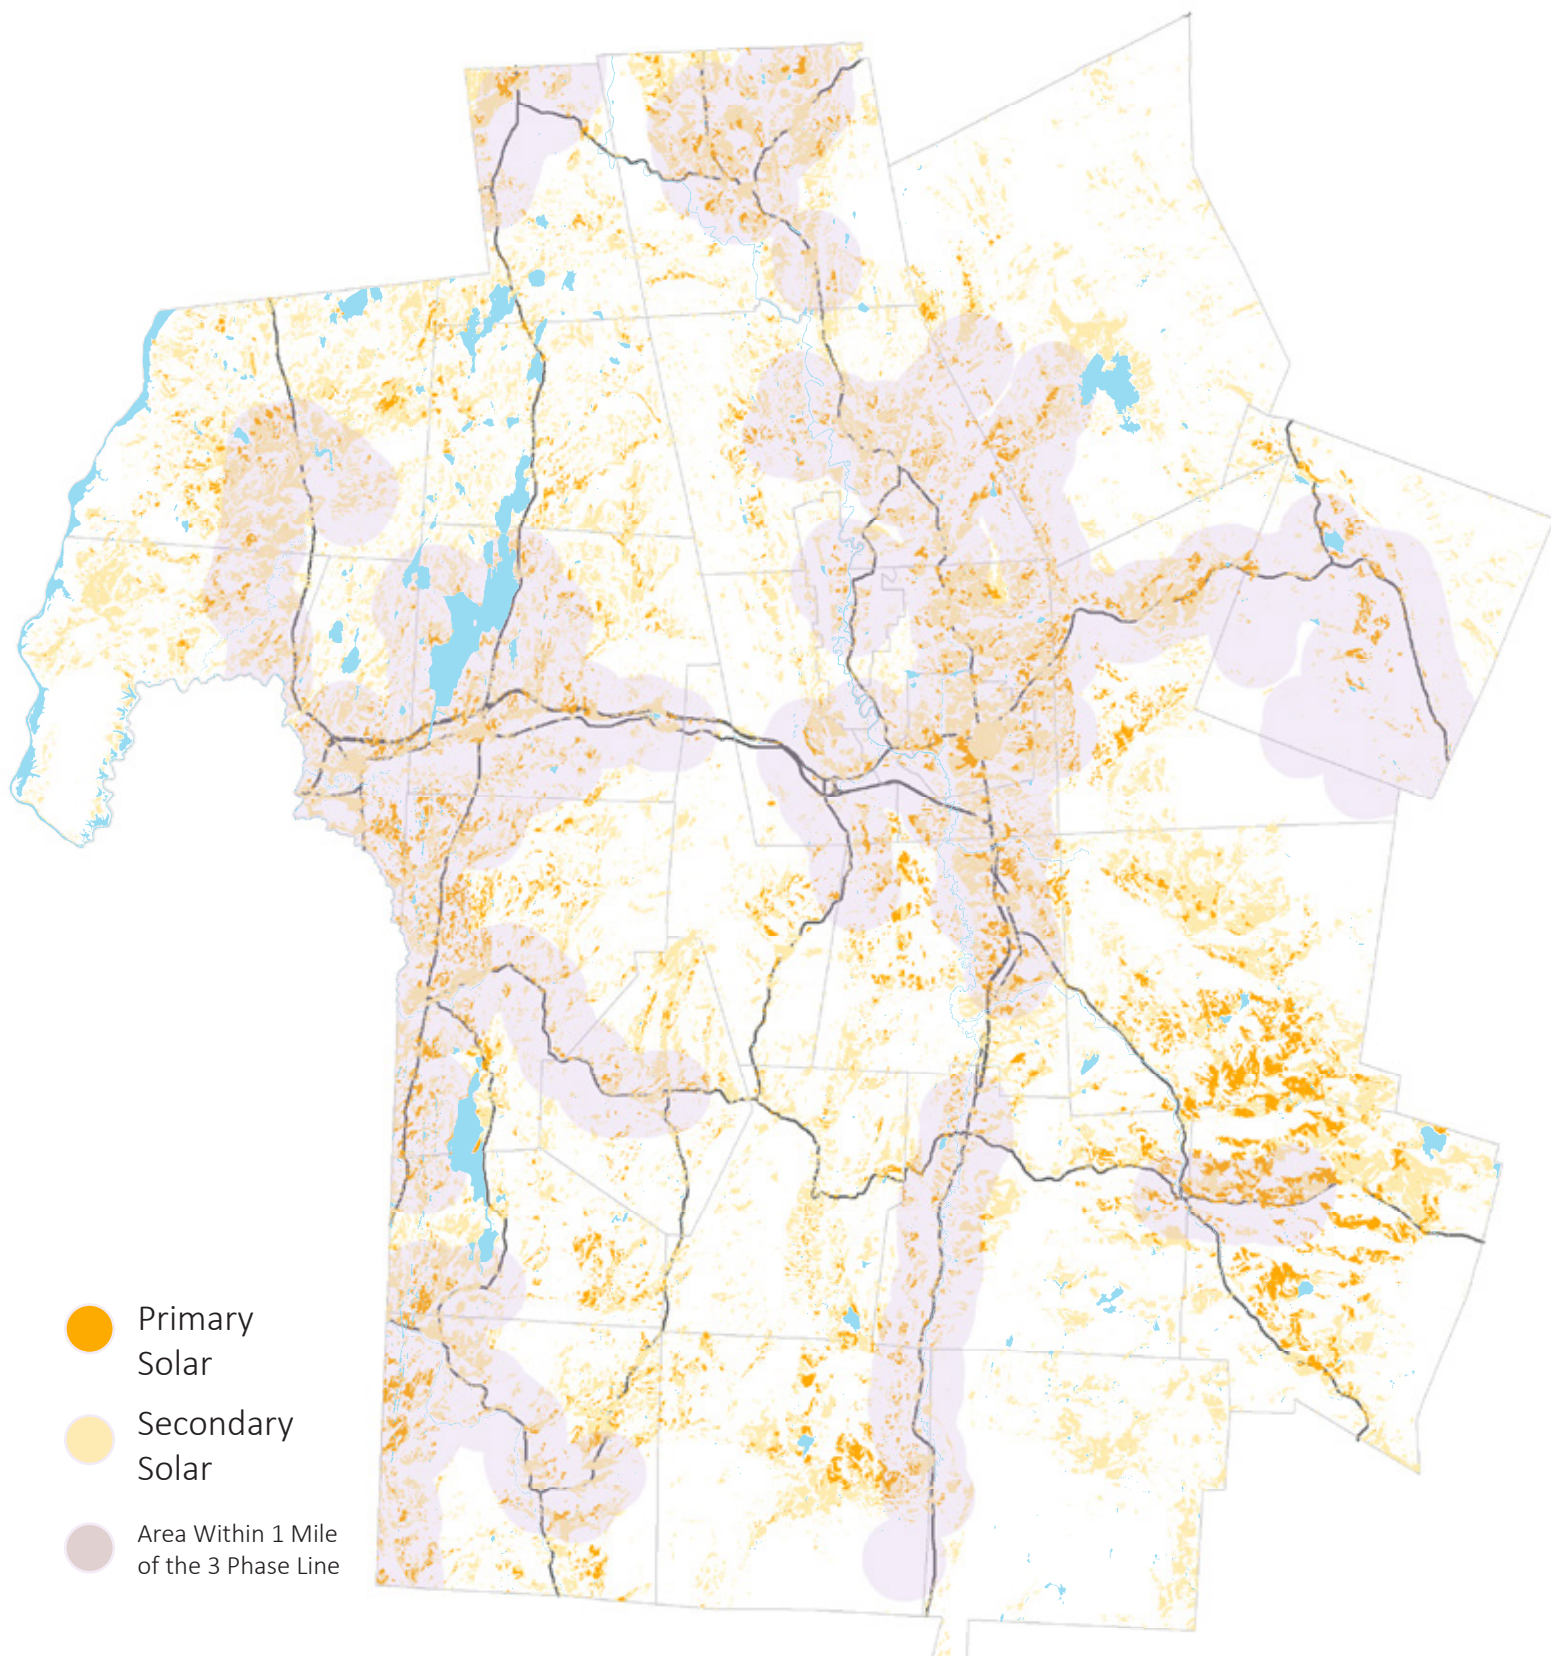 Primary
Solar
Secondary
Solar
Area Within 1 Mile
of the 3 Phase Line